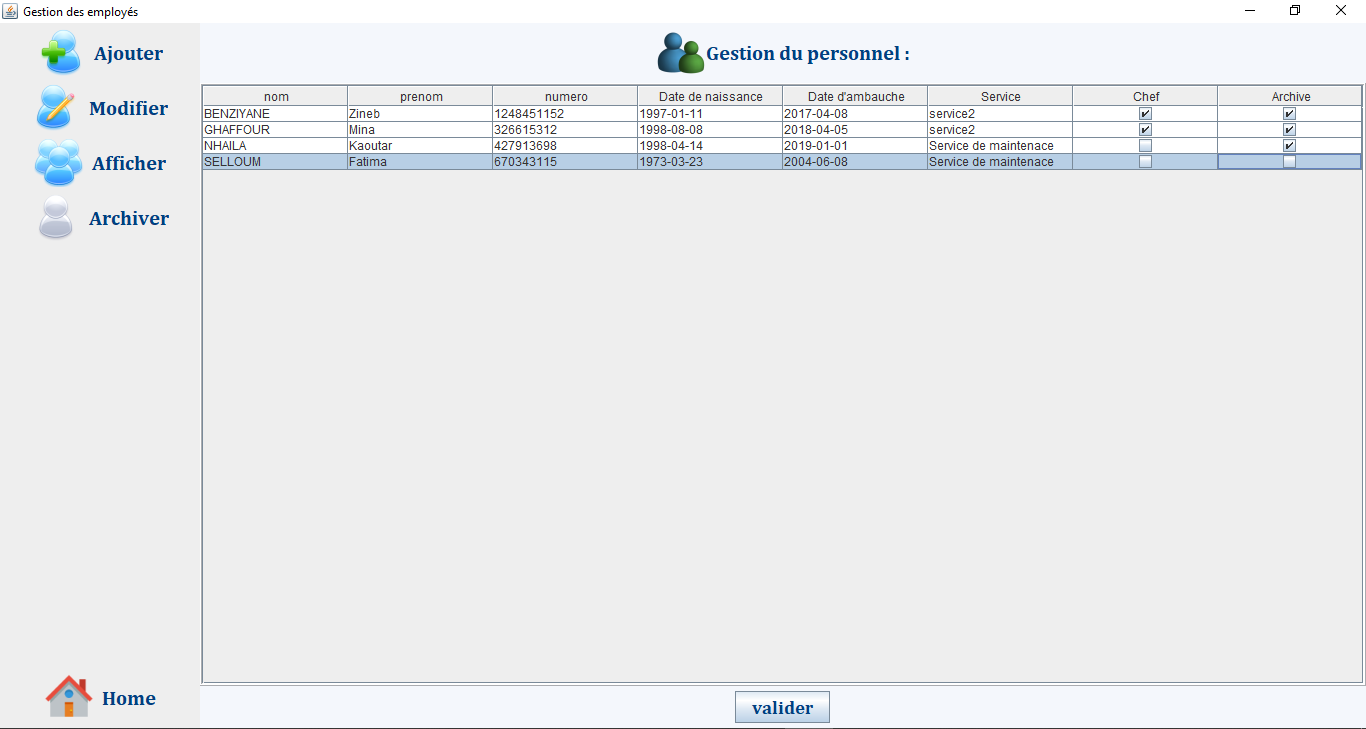 Gestion des employés
Ajouter
Modifier
Afficher
Archiver
Home
Gestion du personnel :
nom prenom numero Date de naissance Date d'ambauche Service Chef Archive
BENZIYANE Zineb 1248451152 1997-01-11 2017-04-08 service2
GHAFFOUR Mina 326615312 1998-08-08 2018-04-05 service2
NHAILA Kaoutar 427913698 1998-04-14 2019-01-01 Service de maintenace
SELLOUM Fatima 670343115 1973-03-23 2004-06-08 Service de maintenace
valider